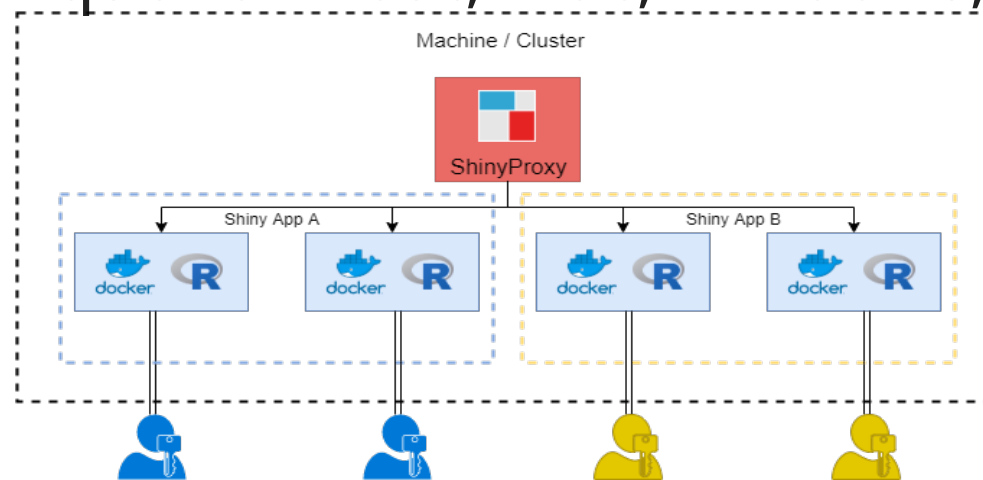 Machine / Cluster
ShinyProxy
Shiny App A
Shiny App B
docker R
docker R
docker R
docker R